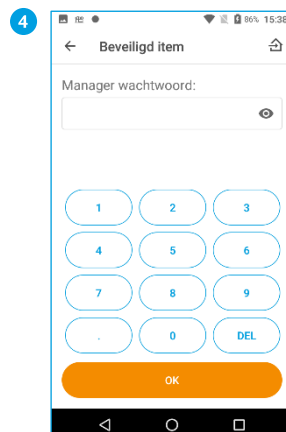 4
86% 15:38
Beveiligd item
Manager wachtwoord:
1 2 3
4 5 6
7 8 9
. 0 DEL
OK